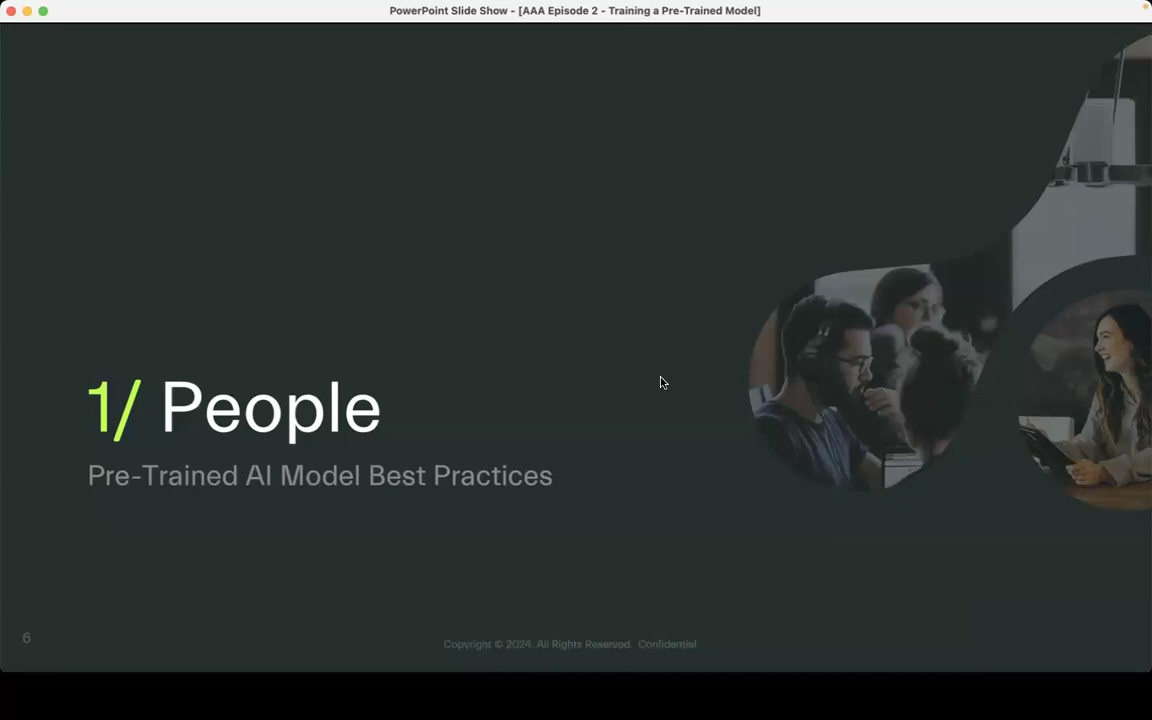 PowerPoint Slide Show - [AAA Episode 2 - Training a Pre-Trained Model]
1/ People
Pre-Trained AI Model Best Practices
6
Copyright © 2024. All Rights Reserved. Confidential